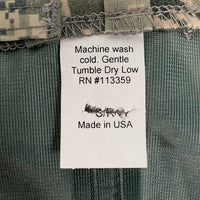 Machine wash
cold. Gentle
Tumble Dry Low
RN #113359
Made in USA